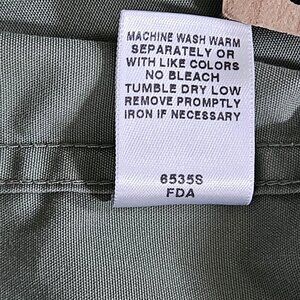 MACHINE WASH WARM
SEPARATELY OR
WITH LIKE COLORS
NO BLEACH
TUMBLE DRY LOW
REMOVE PROMPTLY
IRON IF NECESSARY
6535S
FDA